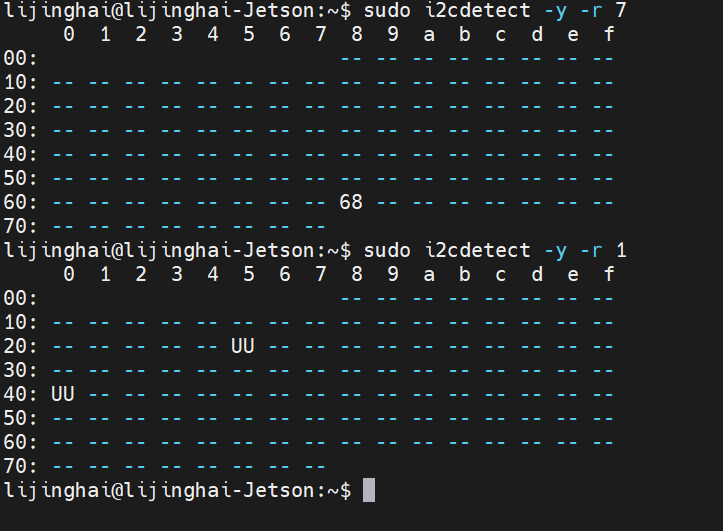 lijinghai@lijinghai-Jetson:~$ sudo i2cdetect -y -r 7
     0  1  2  3  4  5  6  7  8  9  a  b  c  d  e  f
00:                         -- -- -- -- -- -- -- --
10: -- -- -- -- -- -- -- -- -- -- -- -- -- -- -- --
20: -- -- -- -- -- -- -- -- -- -- -- -- -- -- -- --
30: -- -- -- -- -- -- -- -- -- -- -- -- -- -- -- --
40: -- -- -- -- -- -- -- -- -- -- -- -- -- -- -- --
50: -- -- -- -- -- -- -- -- -- -- -- -- -- -- -- --
60: -- -- -- -- -- -- -- -- 68 -- -- -- -- -- -- --
70: -- -- -- -- -- -- -- --
lijinghai@lijinghai-Jetson:~$ sudo i2cdetect -y -r 1
     0  1  2  3  4  5  6  7  8  9  a  b  c  d  e  f
00:                         -- -- -- -- -- -- -- --
10: -- -- -- -- -- -- -- -- -- -- -- -- -- -- -- --
20: -- -- -- -- -- UU -- -- -- -- -- -- -- -- -- --
30: -- -- -- -- -- -- -- -- -- -- -- -- -- -- -- --
40: UU -- -- -- -- -- -- -- -- -- -- -- -- -- -- --
50: -- -- -- -- -- -- -- -- -- -- -- -- -- -- -- --
60: -- -- -- -- -- -- -- -- -- -- -- -- -- -- -- --
70: -- -- -- -- -- -- -- --
lijinghai@lijinghai-Jetson:~$